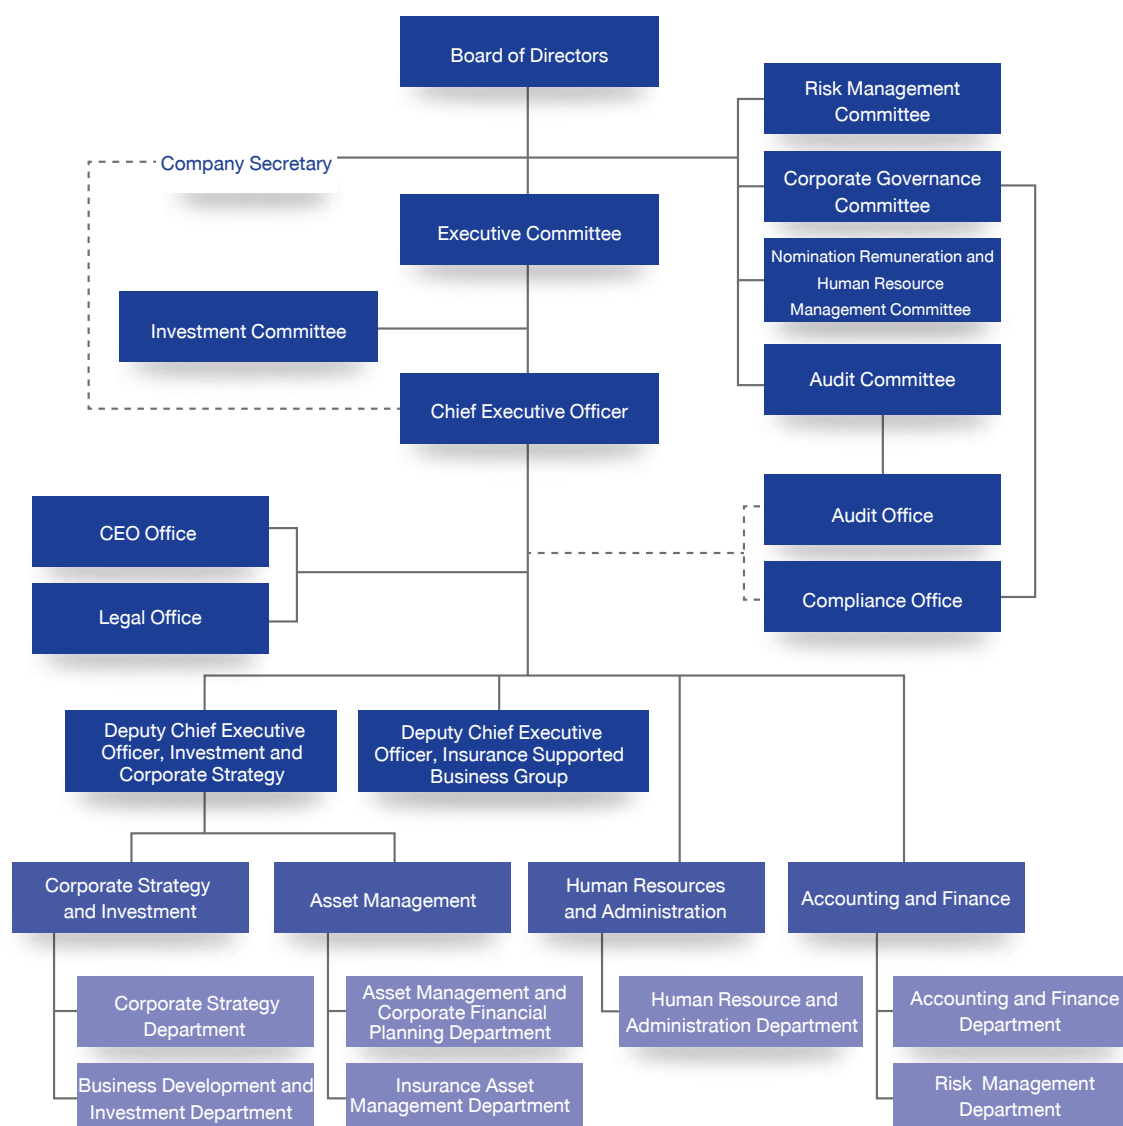 Board of Directors
Risk Management
Committee
Company Secretary
Corporate Governance
Committee
Executive Committee
Nomination Remuneration and
Human Resource
Management Committee
Investment Committee
Audit Committee
Chief Executive Officer
CEO Office
Audit Office
Legal Office
Compliance Office
Deputy Chief Executive
Officer, Investment and
Corporate Strategy
Deputy Chief Executive
Officer, Insurance Supported
Business Group
Corporate Strategy
and Investment
Asset Management
Human Resources
and Administration
Accounting and Finance
Corporate Strategy
Department
Asset Management and
Corporate Financial
Planning Department
Human Resource and
Administration Department
Accounting and Finance
Department
Business Development and
Investment Department
Insurance Asset
Management Department
Risk Management
Department